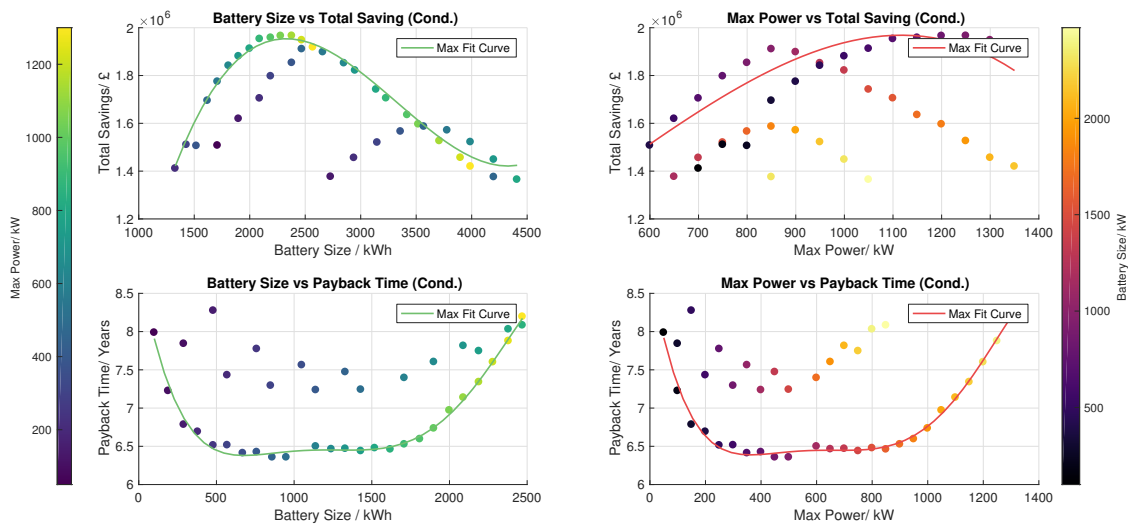 Battery Size vs Total Saving (Cond.)
×10^6
2
1.8
1.6
1.4
1.2
Total Savings/ £
1000 1500 2000 2500 3000 3500 4000 4500
Battery Size / kWh
Max Fit Curve
Max Power vs Total Saving (Cond.)
×10^6
2
1.8
1.6
1.4
1.2
Total Savings/ £
600 700 800 900 1000 1100 1200 1300 1400
Max Power/ kW
Max Fit Curve
Max Power/ kW
1200
1000
800
600
400
200
Battery Size vs Payback Time (Cond.)
8.5
8
7.5
7
6.5
6
Payback Time/ Years
0 500 1000 1500 2000 2500
Battery Size / kWh
Max Fit Curve
Max Power vs Payback Time (Cond.)
8.5
8
7.5
7
6.5
6
Payback Time/ Years
0 200 400 600 800 1000 1200 1400
Max Power/ kW
Max Fit Curve
Battery Size/ kW
2000
1500
1000
500